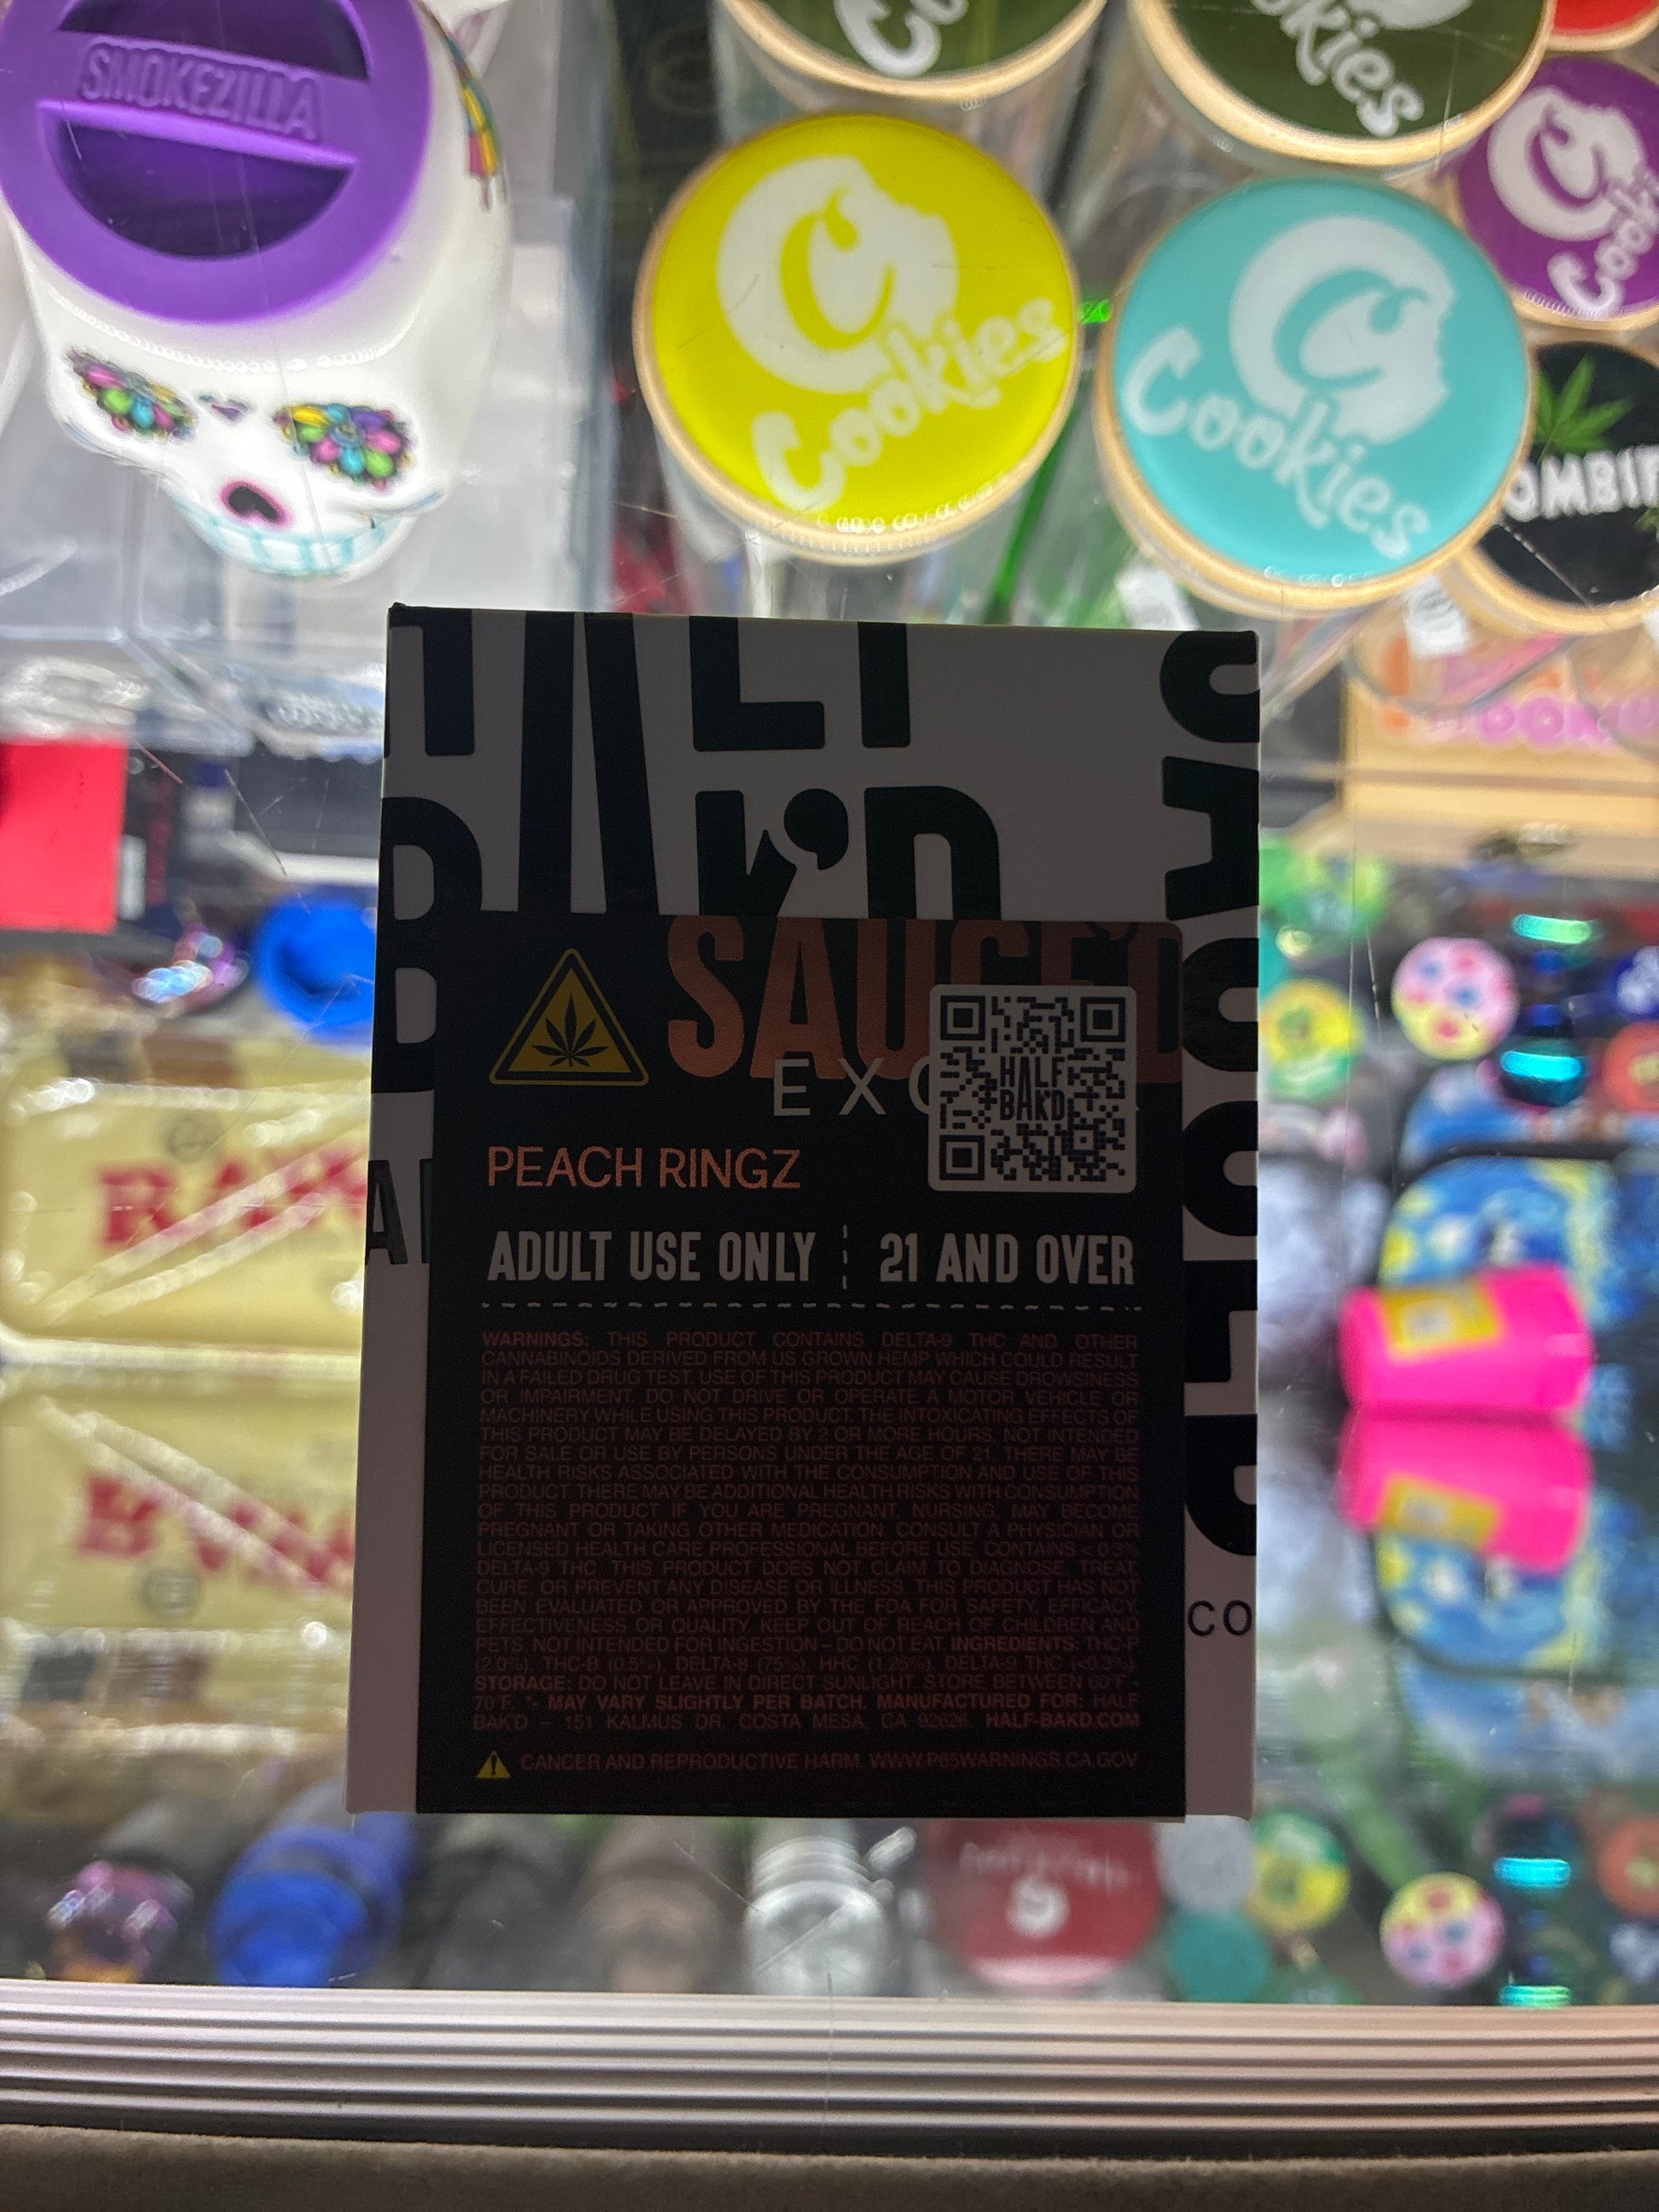 SMOKEZILLA
Cookies
Cookies
Cookies
Cookies
HALF
BAK'D
SAUCE'D
HALF
BAKD
PEACH RINGZ
ADULT USE ONLY 21 AND OVER
WARNINGS: THIS PRODUCT CONTAINS DELTA-9 THC AND OTHER
CANNABINOIDS DERIVED FROM US GROWN HEMP WHICH COULD RESULT
IN A FAILED DRUG TEST. USE OF THIS PRODUCT MAY CAUSE DROWSINESS
OR IMPAIRMENT. DO NOT DRIVE OR OPERATE A MOTOR VEHICLE OR
MACHINERY WHILE USING THIS PRODUCT. THE INTOXICATING EFFECTS OF
THIS PRODUCT MAY BE DELAYED BY 2 OR MORE HOURS. NOT INTENDED
FOR SALE OR USE BY PERSONS UNDER THE AGE OF 21. THERE MAY BE
HEALTH RISKS ASSOCIATED WITH THE CONSUMPTION AND USE OF THIS
PRODUCT. THERE MAY BE ADDITIONAL HEALTH RISKS WITH CONSUMPTION
OF THIS PRODUCT IF YOU ARE PREGNANT, NURSING, MAY BECOME
PREGNANT OR TAKING OTHER MEDICATION. CONSULT A PHYSICIAN OR
LICENSED HEALTH CARE PROFESSIONAL BEFORE USE. CONTAINS < 0.3%
DELTA-9 THC. THIS PRODUCT DOES NOT CLAIM TO DIAGNOSE, TREAT,
CURE, OR PREVENT ANY DISEASE OR ILLNESS. THIS PRODUCT HAS NOT
BEEN EVALUATED OR APPROVED BY THE FDA FOR SAFETY, EFFICACY,
EFFECTIVENESS OR QUALITY. KEEP OUT OF REACH OF CHILDREN AND
PETS. NOT INTENDED FOR INGESTION – DO NOT EAT. INGREDIENTS: THC-P
(2.0%), THC-B (0.5%), DELTA-8 (75%), HHC (1.25%), DELTA-9 THC (<0.3%).
STORAGE: DO NOT LEAVE IN DIRECT SUNLIGHT. STORE BETWEEN 60°F -
70°F. *- MAY VARY SLIGHTLY PER BATCH. MANUFACTURED FOR: HALF
BAK'D – 151 KALMUS DR. COSTA MESA, CA 92626. HALF-BAKD.COM
CANCER AND REPRODUCTIVE HARM. WWW.P65WARNINGS.CA.GOV
RAW